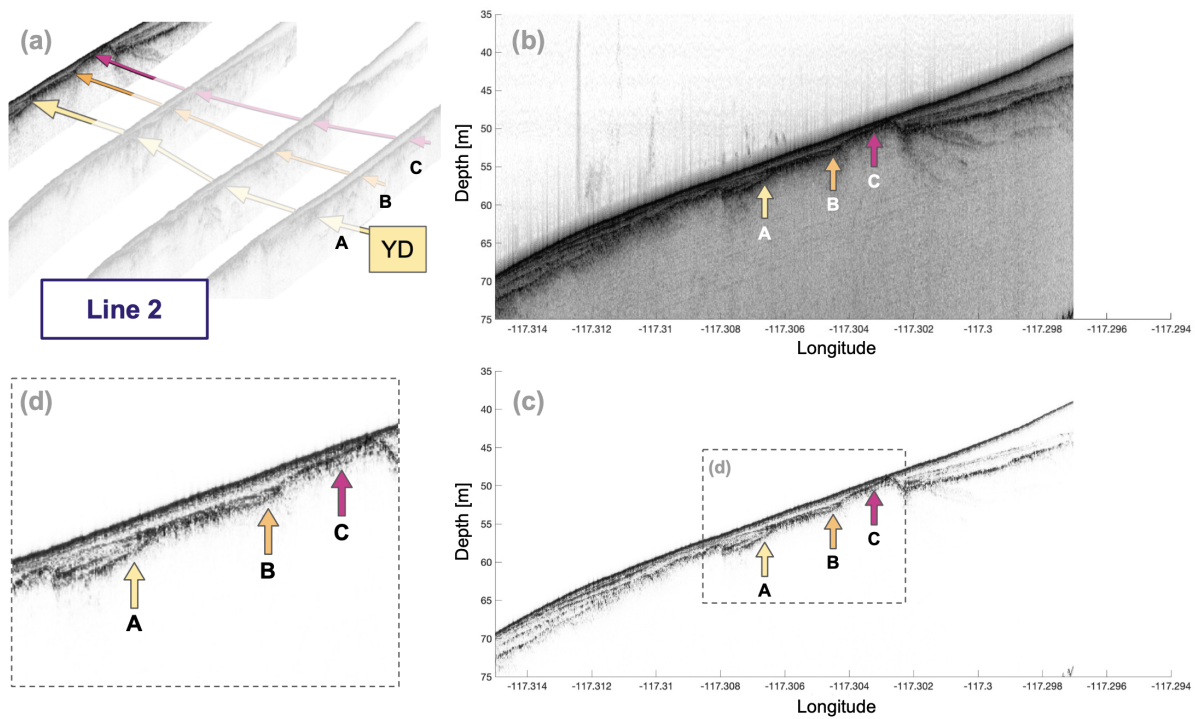 (a)
C
B
A
YD
Line 2
(b)
Depth [m]
35
40
45
50
55
60
65
70
75
A
B
C
-117.314
-117.312
-117.31
-117.308
-117.306
-117.304
-117.302
-117.3
-117.298
-117.296
-117.294
Longitude
(d)
A
B
C
(c)
Depth [m]
35
40
45
50
55
60
65
70
75
(d)
A
B
C
-117.314
-117.312
-117.31
-117.308
-117.306
-117.304
-117.302
-117.3
-117.298
-117.296
-117.294
Longitude